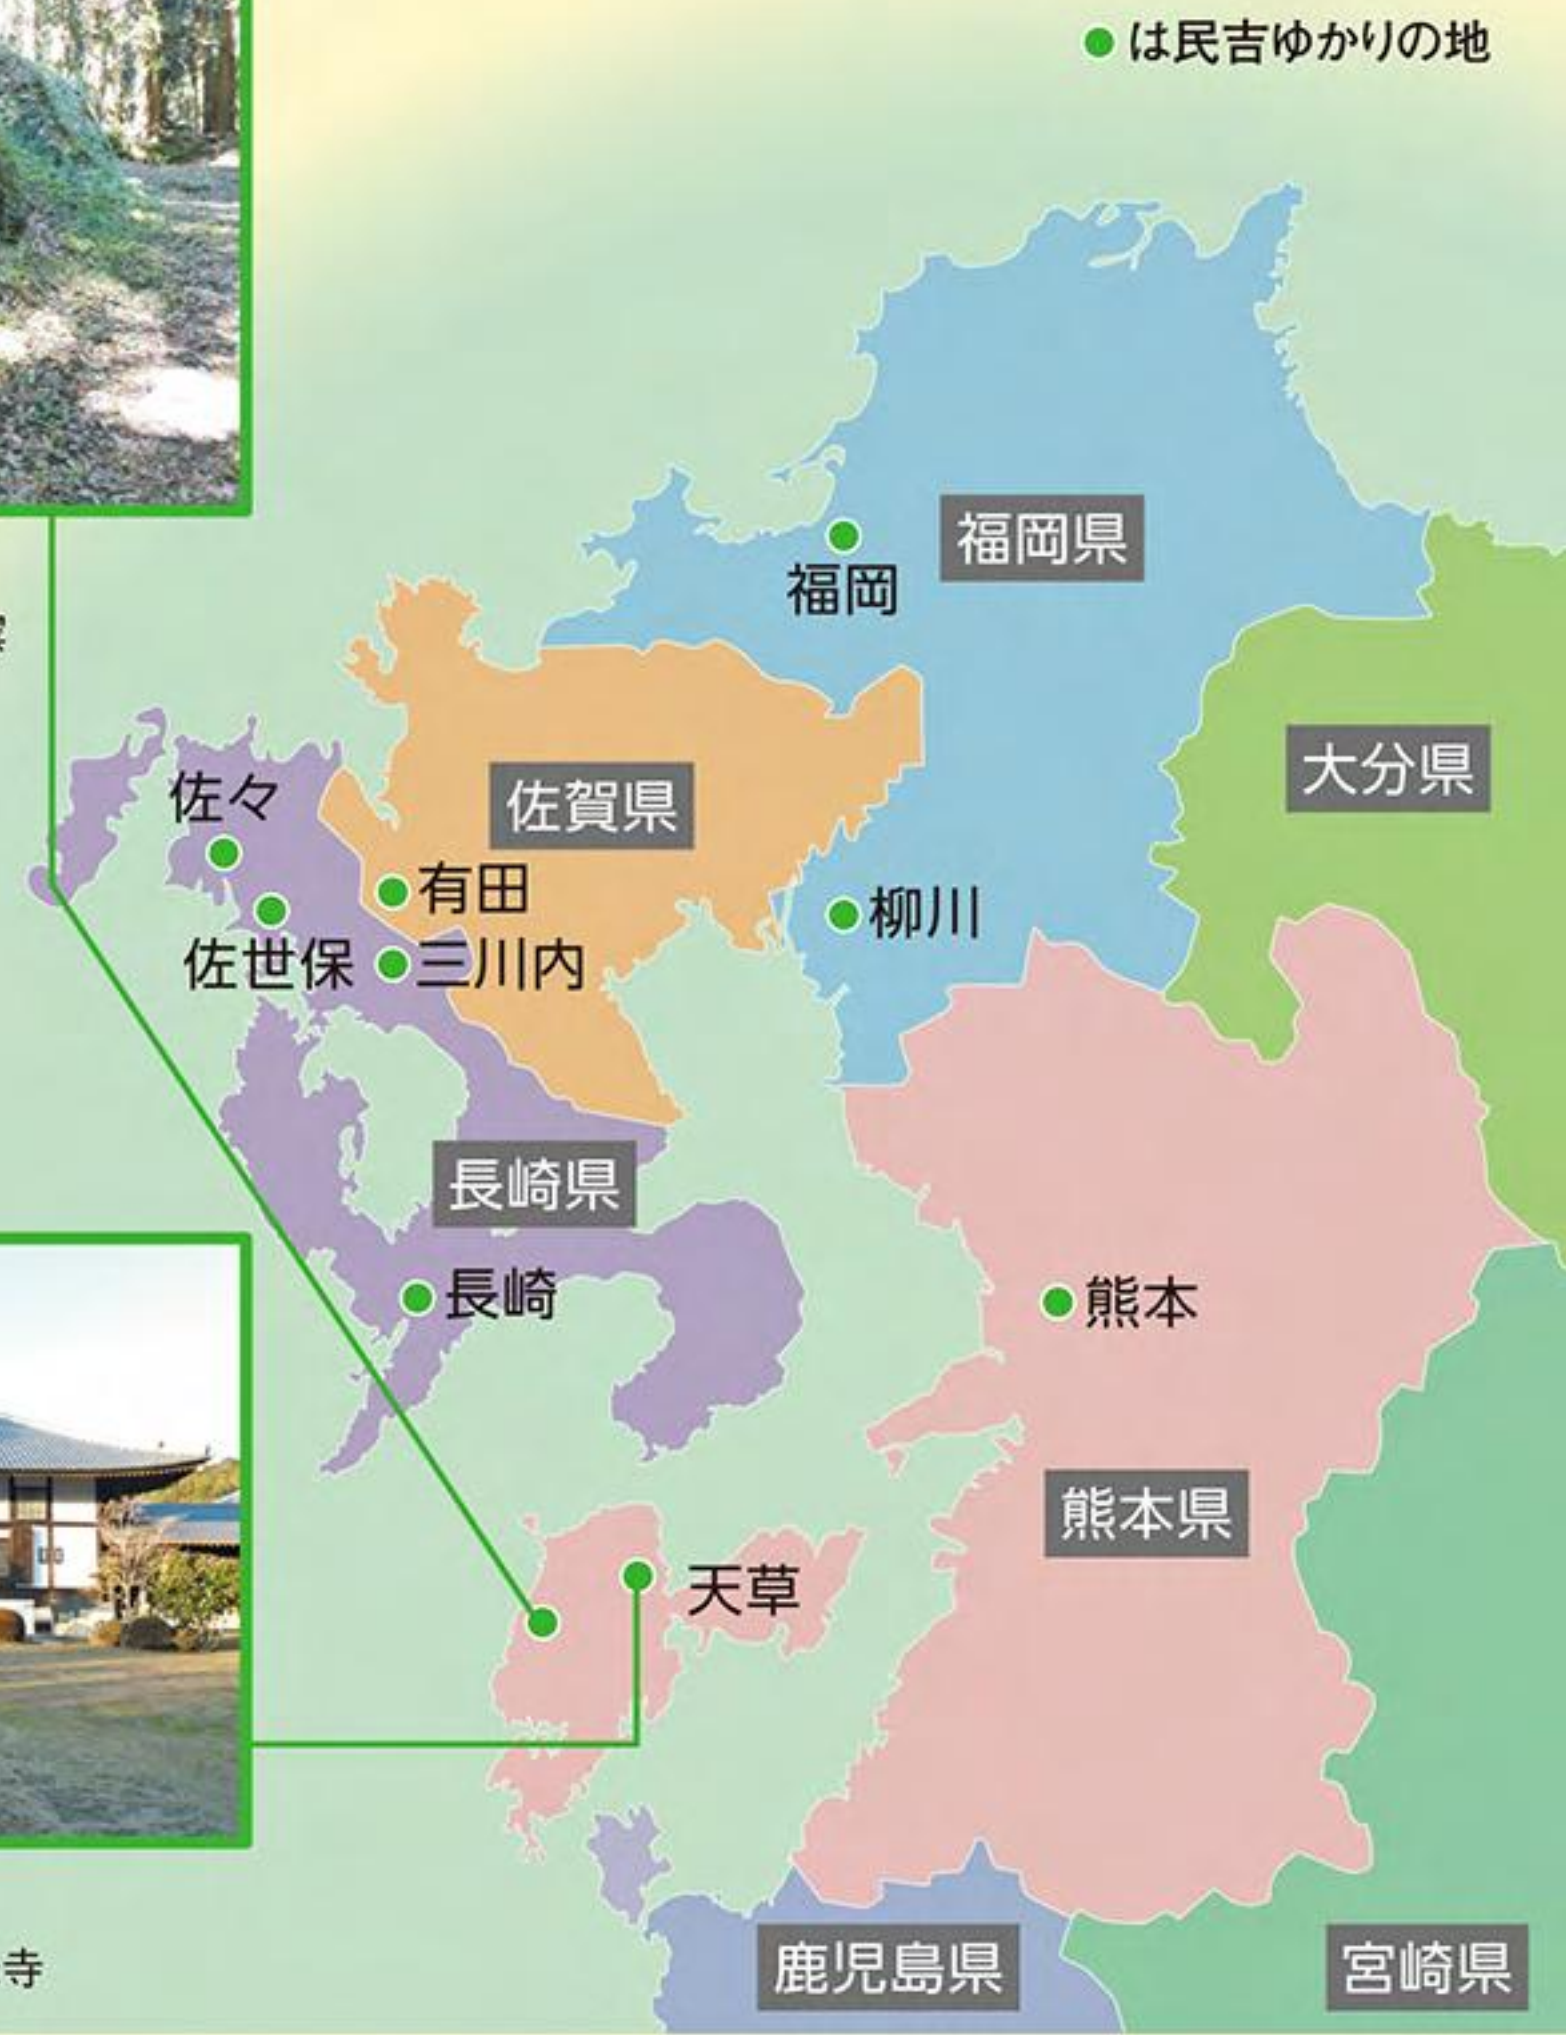 は民吉ゆかりの地
福岡県
福岡
大分県
佐賀県
佐々
有田
柳川
佐世保
三川内
長崎県
長崎
熊本
熊本県
天草
寺
鹿児島県
宮崎県